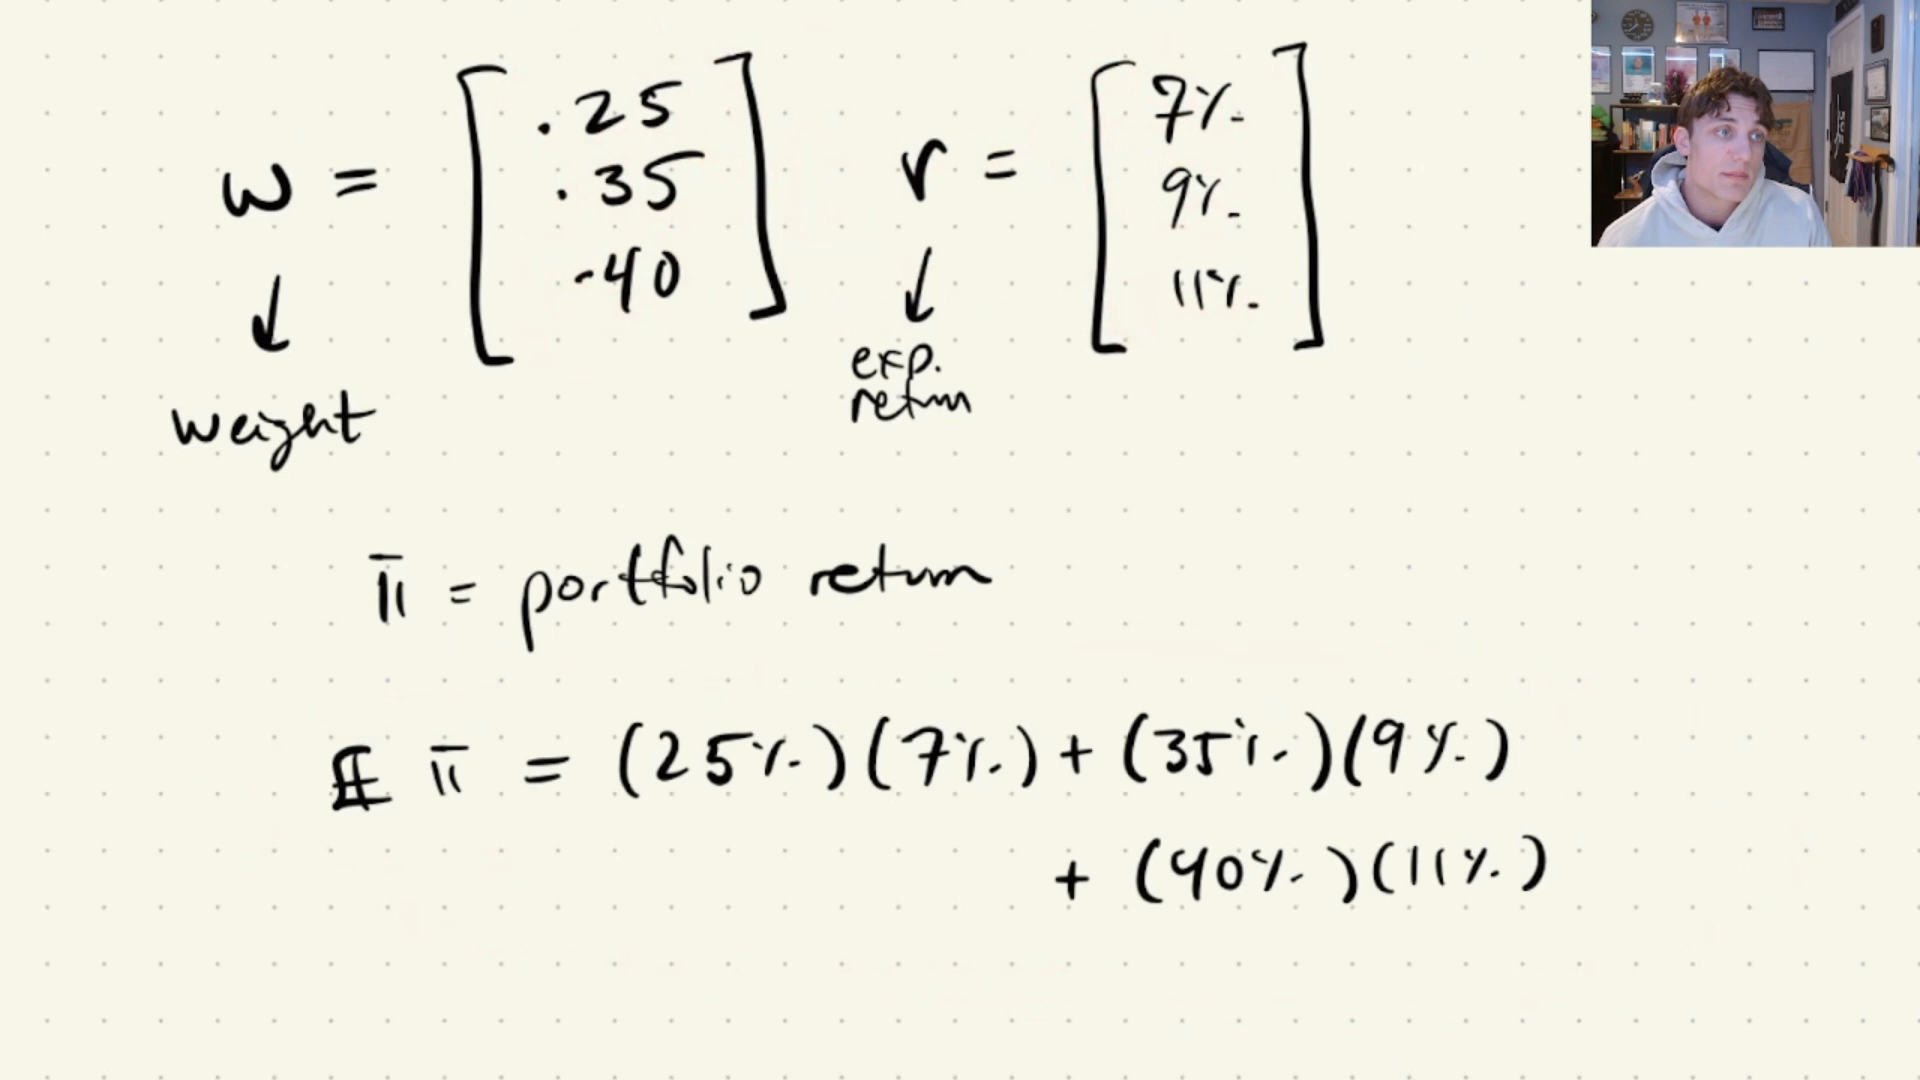 w = [ .25 .35 .40 ] r = [ 7% 9% 11% ]
↓ weight ↓ exp. return
π = portfolio return
E π = (25%)(7%) + (35%)(9%)
+ (40%)(11%)